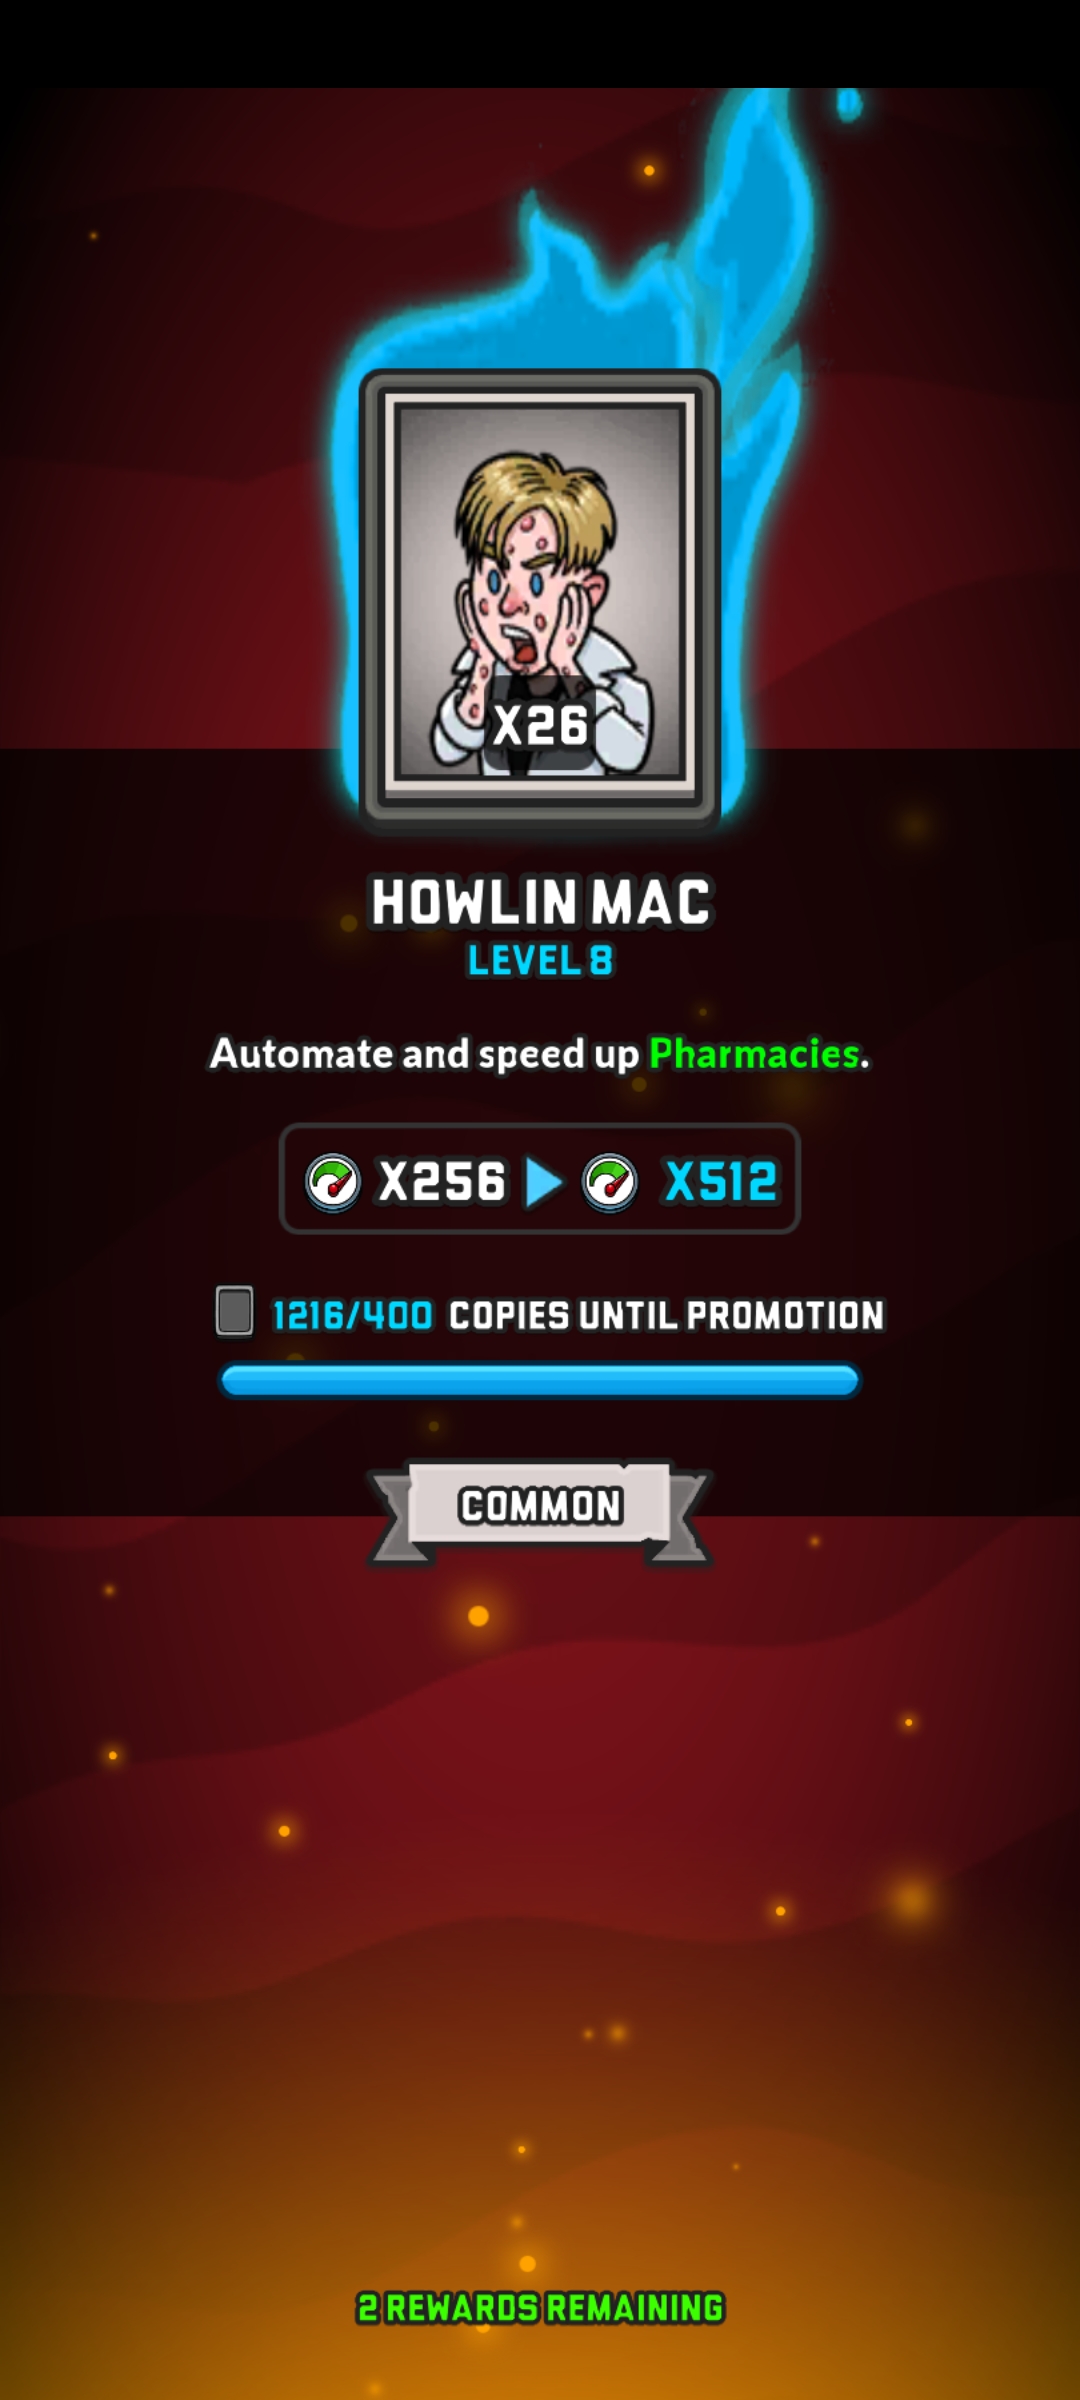 X26
HOWLIN MAC
LEVEL 8
Automate and speed up Pharmacies.
X256 X512
1216/400 COPIES UNTIL PROMOTION
COMMON
2 REWARDS REMAINING